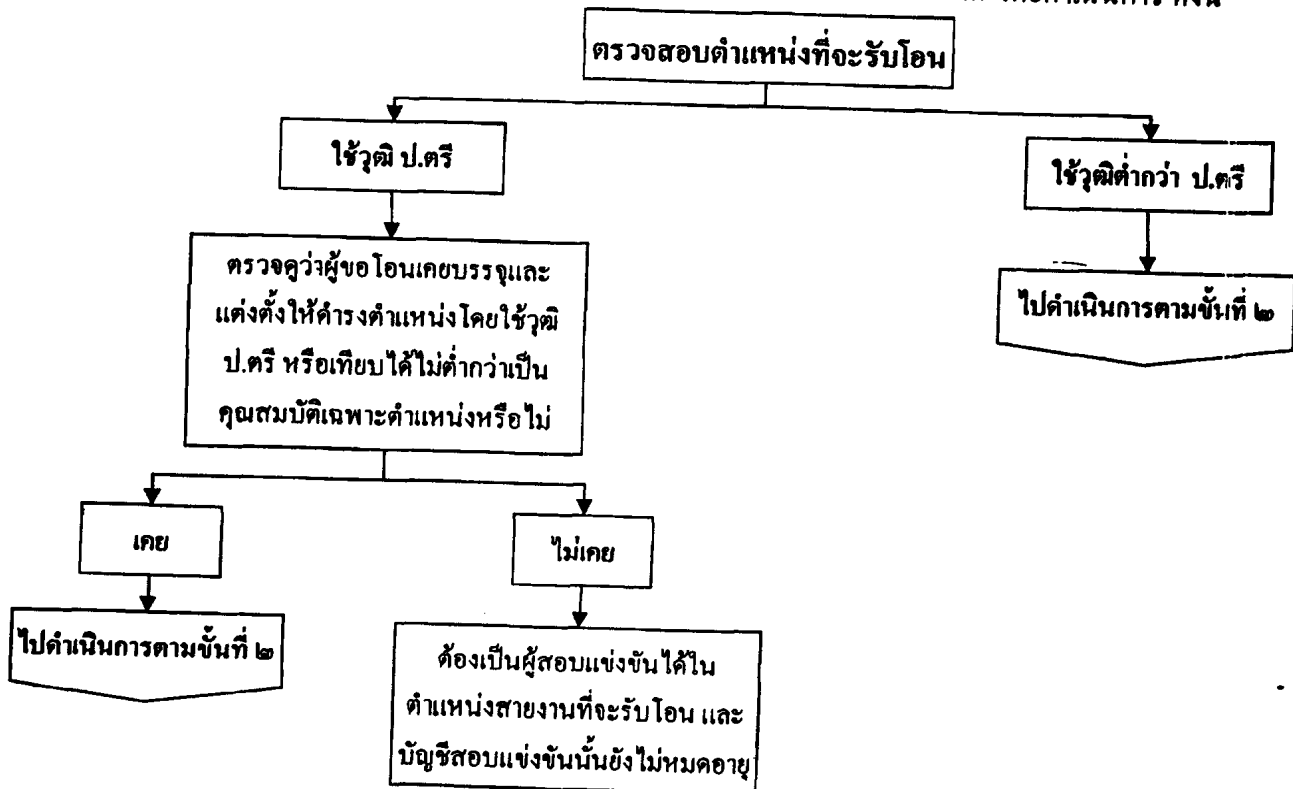 ตรวจสอบตำแหน่งที่จะรับโอน
ใช้วุฒิ ป.ตรี
ใช้วุฒิต่ำกว่า ป.ตรี
ตรวจดูว่าผู้ขอโอนเคยบรรจุและ
แต่งตั้งให้ดำรงตำแหน่งโดยใช้วุฒิ
ป.ตรี หรือเทียบได้ไม่ต่ำกว่าเป็น
คุณสมบัติเฉพาะตำแหน่งหรือไม่
ไปดำเนินการตามขั้นที่ ๒
เคย
ไม่เคย
ไปดำเนินการตามขั้นที่ ๒
ต้องเป็นผู้สอบแข่งขันได้ใน
ตำแหน่งสายงานที่จะรับโอน และ
บัญชีสอบแข่งขันนั้นยังไม่หมดอายุ